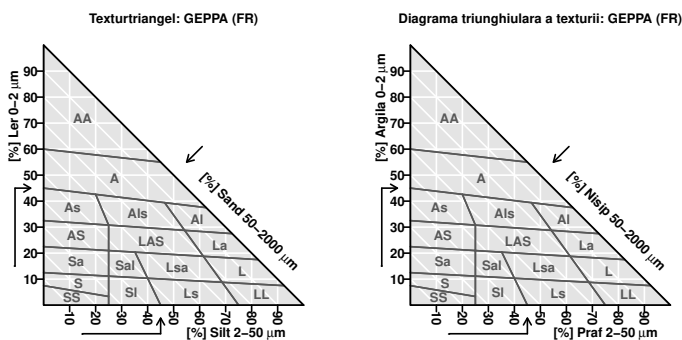 Texturtriangel: GEPPA (FR)
[%] Ler 0−2 µm
90
80
70
60
50
40
30
20
10
AA
A
As
Als
Al
AS
LAS
La
Sa
Sal
Lsa
L
S
SS
Sl
Ls
LL
[%] Sand 50−2000 µm
10
20
30
40
50
60
70
80
90
[%] Silt 2−50 µm
Diagrama triunghiulara a texturii: GEPPA (FR)
[%] Argila 0−2 µm
90
80
70
60
50
40
30
20
10
AA
A
As
Als
Al
AS
LAS
La
Sa
Sal
Lsa
L
S
SS
Sl
Ls
LL
[%] Nisip 50−2000 µm
10
20
30
40
50
60
70
80
90
[%] Praf 2−50 µm